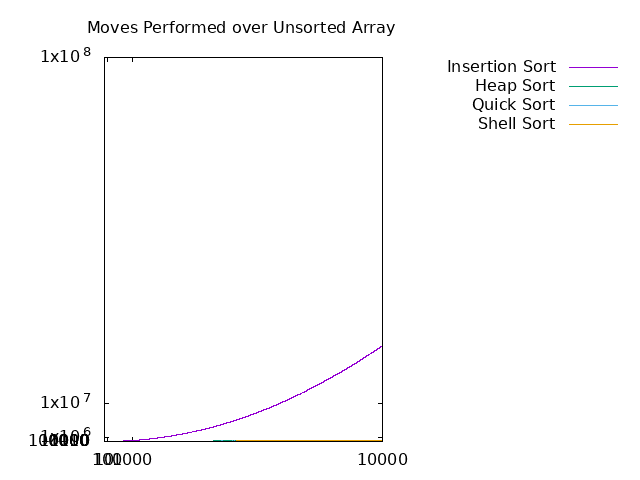 Moves Performed over Unsorted Array
1x10^8
Insertion Sort
Heap Sort
Quick Sort
Shell Sort
1x10^7
1x10^6
10000